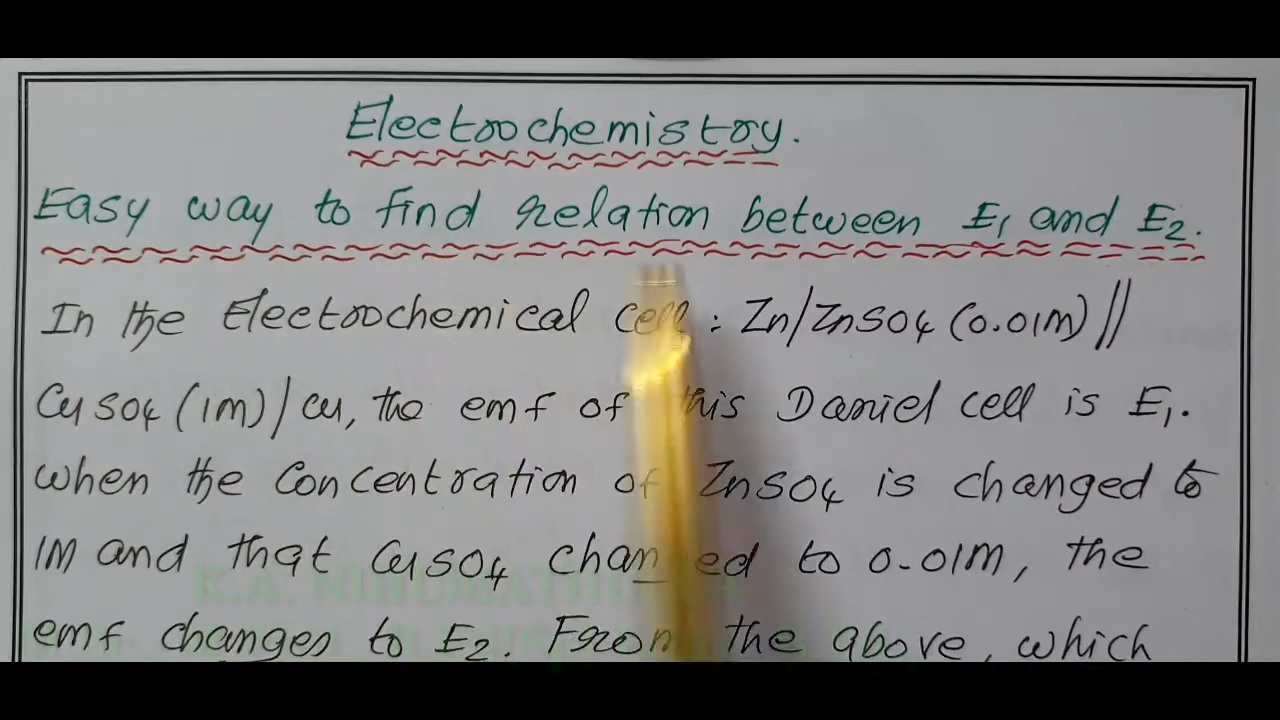 Electrochemistry.
Easy way to find relation between E1 and E2.
In the Electrochemical cell : Zn/ZnSO4 (0.01M)//
CuSO4 (1M)/cu, the emf of this Daniel cell is E1.
When the Concentration of ZnSO4 is changed to
1M and that CuSO4 changed to 0.01M, the
emf changes to E2. From the above, which